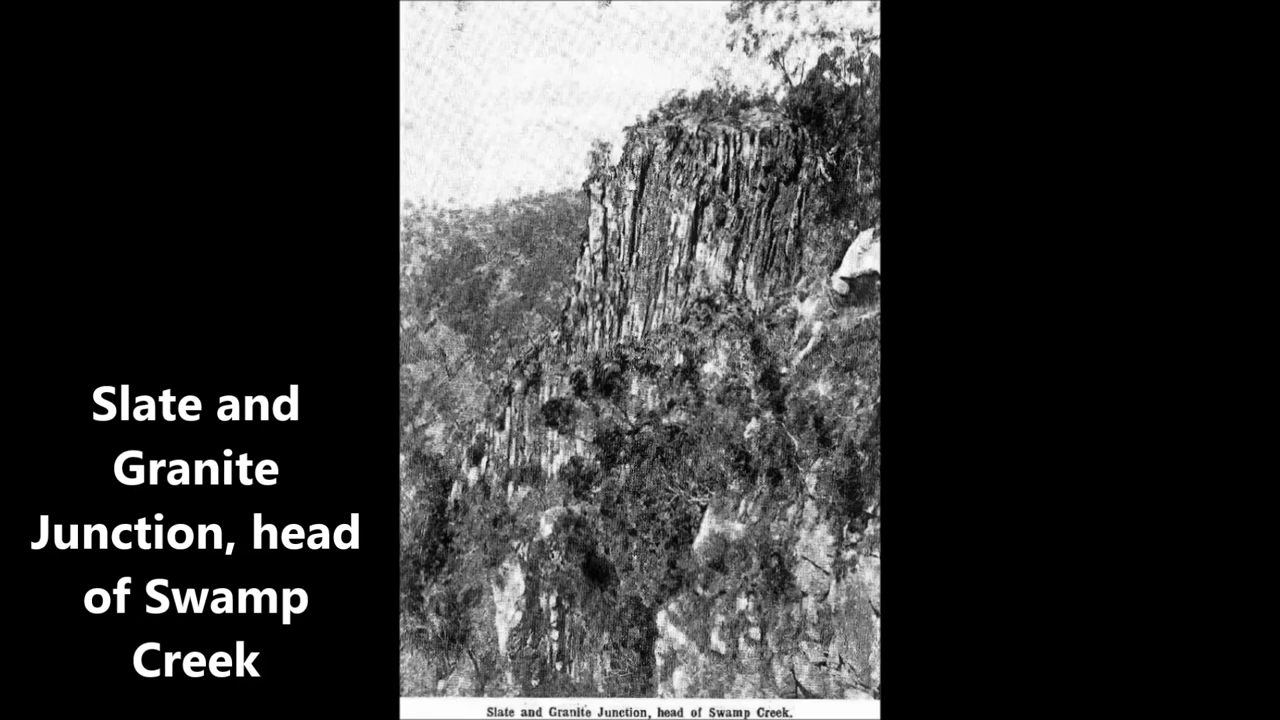 Slate and
Granite
Junction, head
of Swamp
Creek
Slate and Granite Junction, head of Swamp Creek.